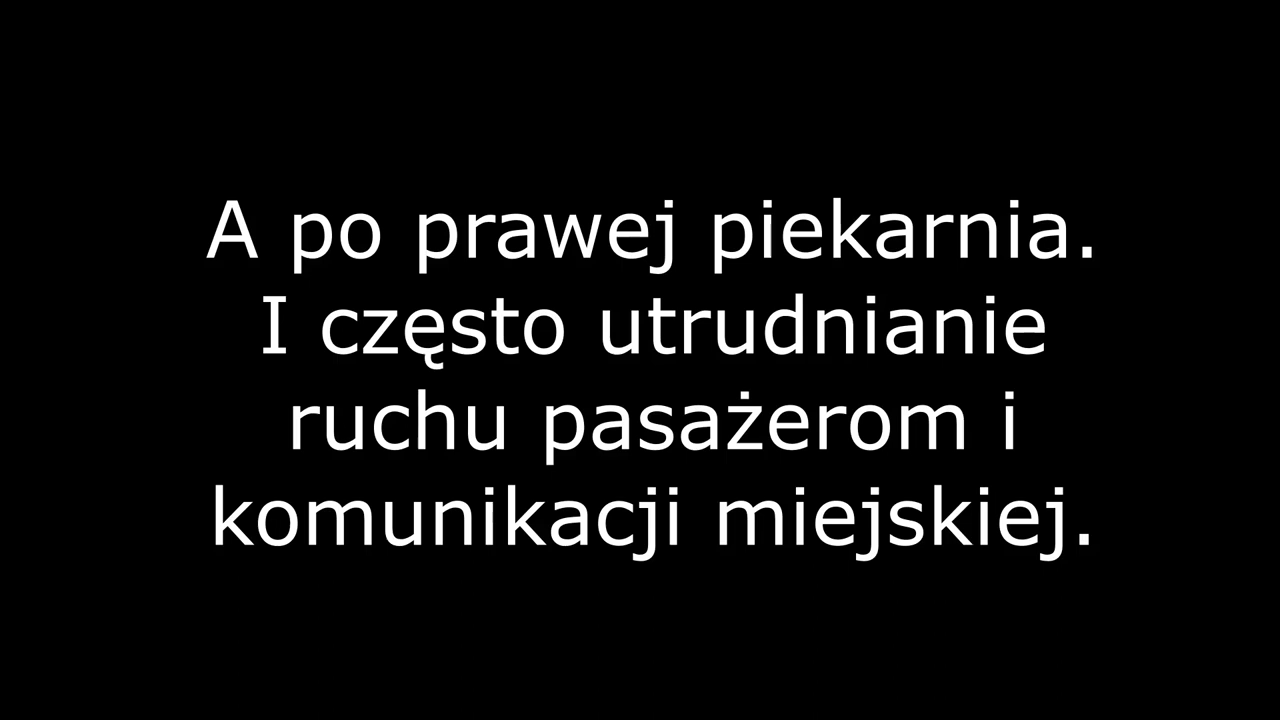 A po prawej piekarnia.
I często utrudnianie
ruchu pasażerom i
komunikacji miejskiej.